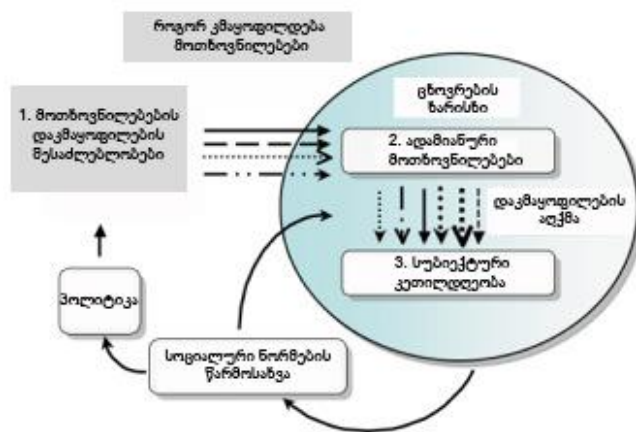 როგორ კმაყოფილდება
მოთხოვნილებები
ცხოვრების
ხარისხი
1. მოთხოვნილებების
დაკმაყოფილების
შესაძლებლობები
2. ადამიანური
მოთხოვნილებები
დაკმაყოფილების
აღქმა
3. სუბიექტური
კეთილდღეობა
პოლიტიკა
სოციალური ნორმების
წარმოსახვა